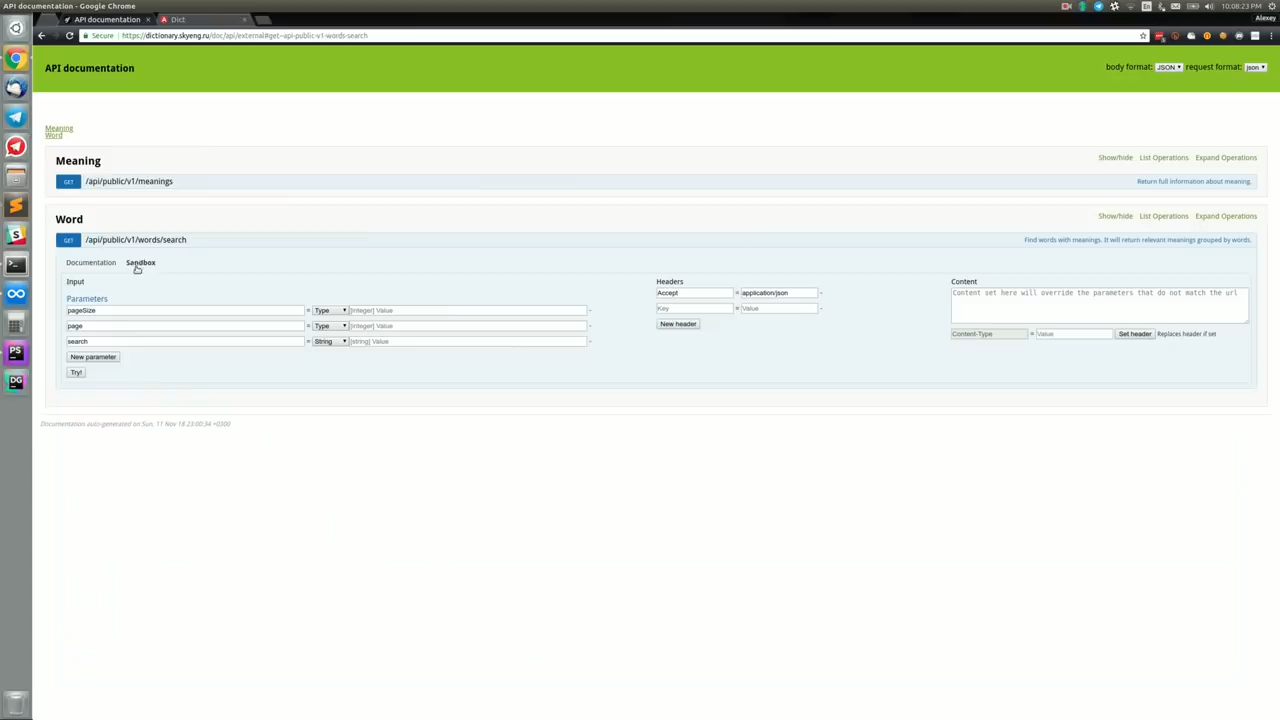 API documentation - Google Chrome
En
10:08:23 PM
API documentation
Dict
Alexey
Secure
https://dictionary.skyeng.ru/doc/api/external#get--api-public-v1-words-search
API documentation
body format: JSON request format: json
Meaning
Word
Meaning
Show/hide List Operations Expand Operations
GET /api/public/v1/meanings Return full information about meaning.
Word
Show/hide List Operations Expand Operations
GET /api/public/v1/words/search Find words with meanings. It will return relevant meanings grouped by words.
Documentation Sandbox
Input Headers Content
Parameters
Accept = application/json -
Content set here will override the parameters that do not match the url
pageSize = Type [integer] Value -
Key = Value -
page = Type [integer] Value -
New header
Content-Type = Value Set header Replaces header if set
search = String [string] Value -
New parameter
Try!
Documentation auto-generated on Sun, 11 Nov 18 23:00:34 +0300
PS
DG